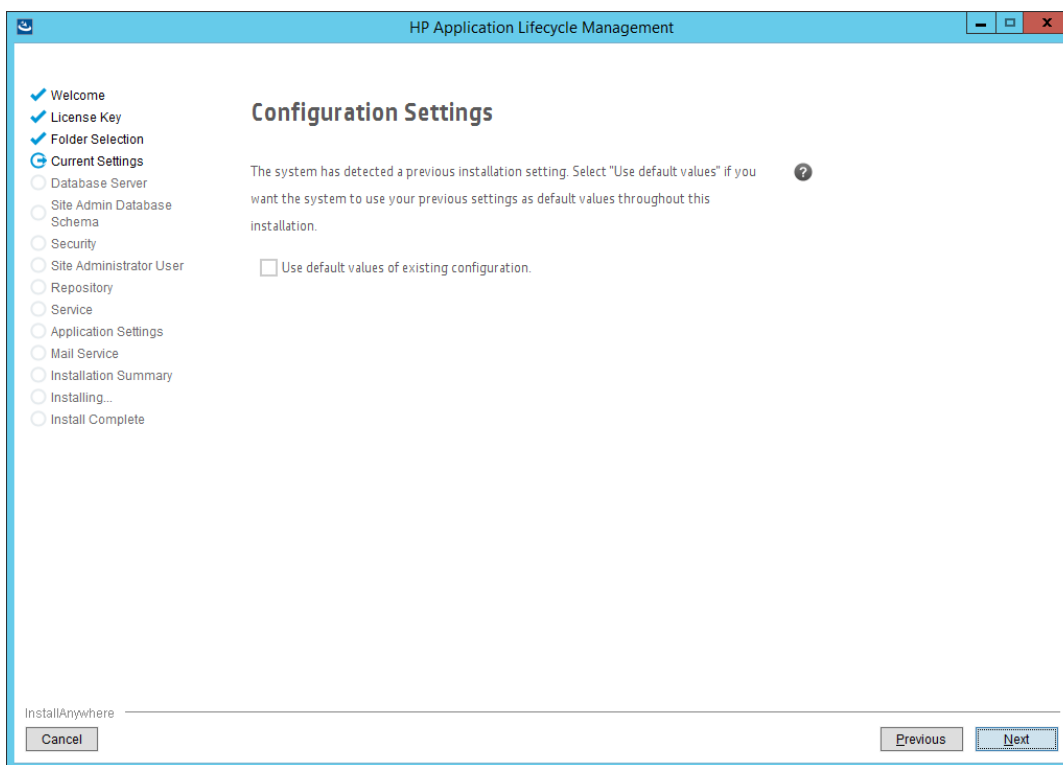 HP Application Lifecycle Management
Welcome
License Key
Folder Selection
Current Settings
Database Server
Site Admin Database
Schema
Security
Site Administrator User
Repository
Service
Application Settings
Mail Service
Installation Summary
Installing...
Install Complete
Configuration Settings
The system has detected a previous installation setting. Select "Use default values" if you
want the system to use your previous settings as default values throughout this
installation.
Use default values of existing configuration.
InstallAnywhere
Cancel
Previous
Next